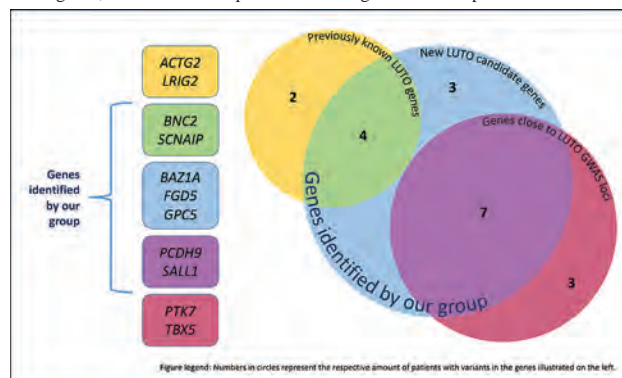 ACTG2
LRIG2
BNC2
SCNAIP
BAZ1A
FGD5
GPC5
PCDH9
SALL1
PTK7
TBX5
Genes
identified
by our
group
Previously known LUTO genes
New LUTO candidate genes
Genes close to LUTO GWAS loci
Genes identified by our group
2
3
4
7
3
Figure legend: Numbers in circles represent the respective amount of patients with variants in the genes illustrated on the left.